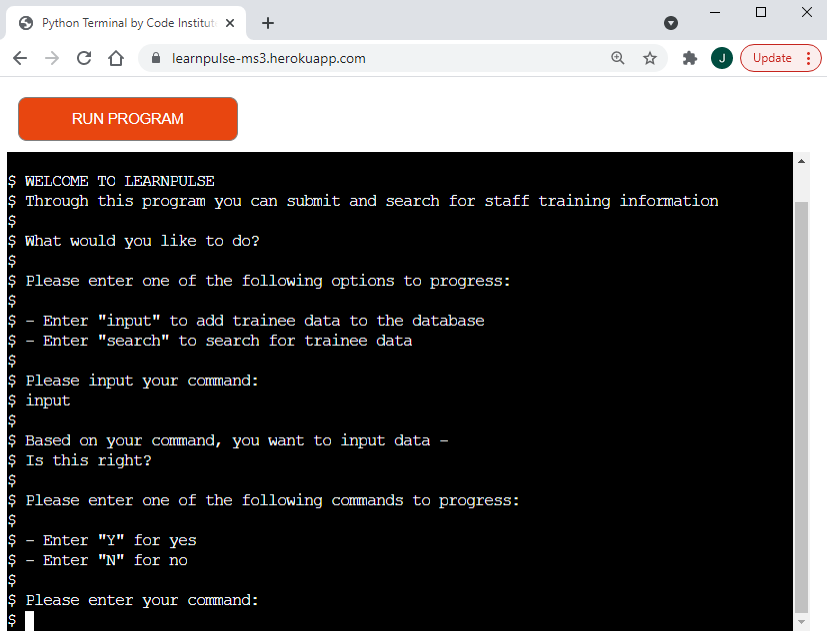 Python Terminal by Code Institut
learnpulse-ms3.herokuapp.com
J
Update
RUN PROGRAM
$ WELCOME TO LEARNPULSE
$ Through this program you can submit and search for staff training information
$
$ What would you like to do?
$
$ Please enter one of the following options to progress:
$
$ - Enter "input" to add trainee data to the database
$ - Enter "search" to search for trainee data
$
$ Please input your command:
$ input
$
$ Based on your command, you want to input data -
$ Is this right?
$
$ Please enter one of the following commands to progress:
$
$ - Enter "Y" for yes
$ - Enter "N" for no
$
$ Please enter your command:
$